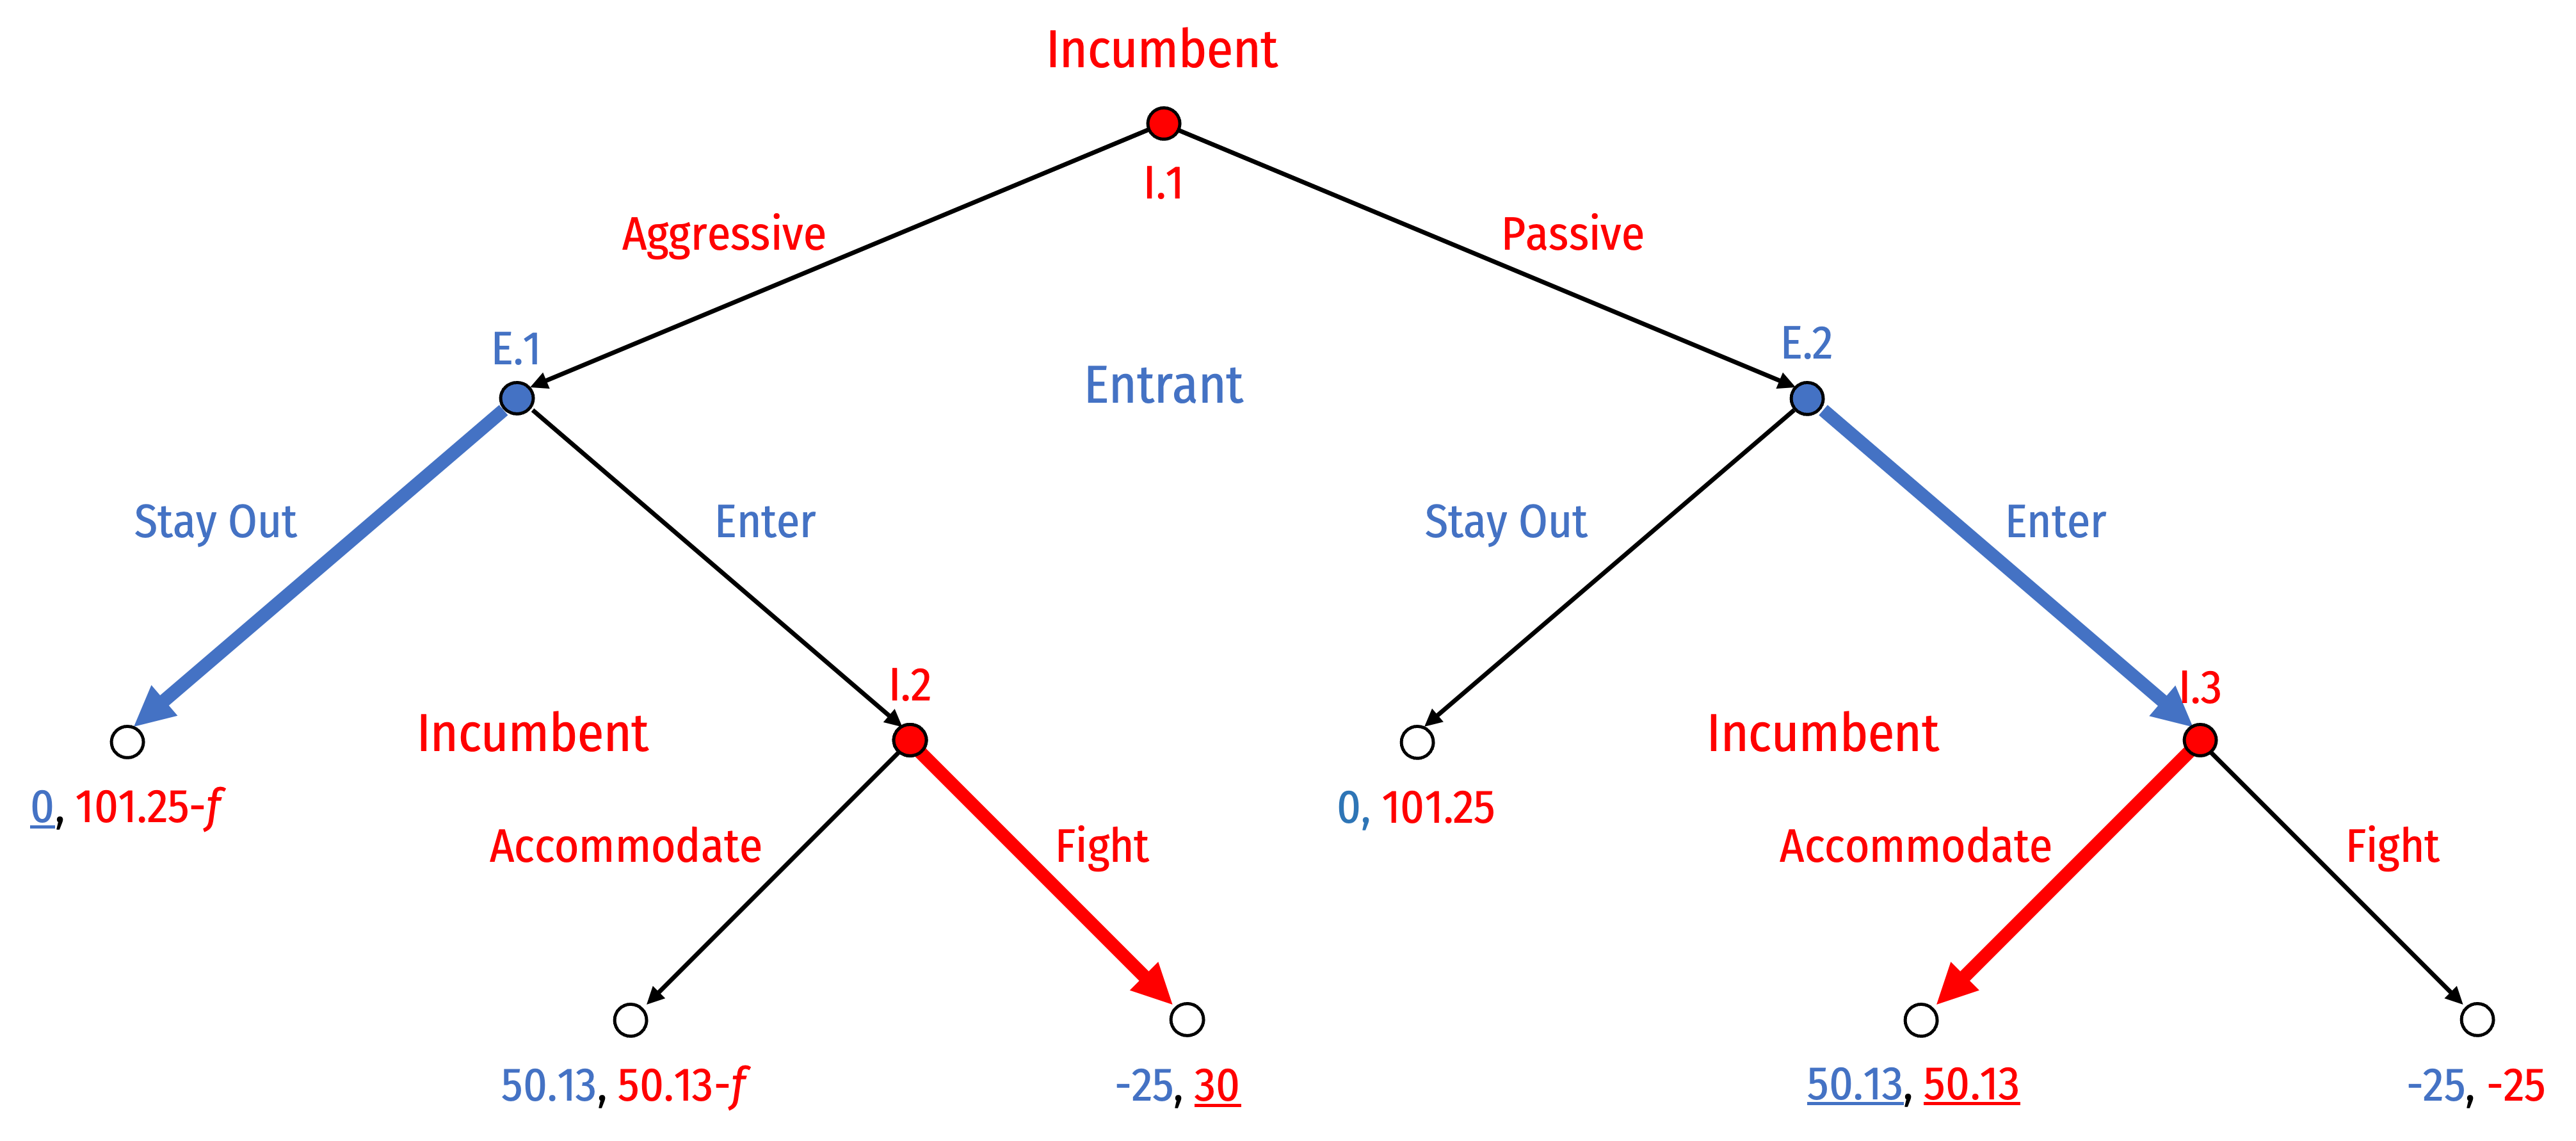 Incumbent
I.1
Aggressive
Passive
E.1
E.2
Entrant
Stay Out
Enter
Stay Out
Enter
I.2
I.3
Incumbent
Incumbent
0, 101.25-f
0, 101.25
Accommodate
Fight
Accommodate
Fight
50.13, 50.13-f
-25, 30
50.13, 50.13
-25, -25